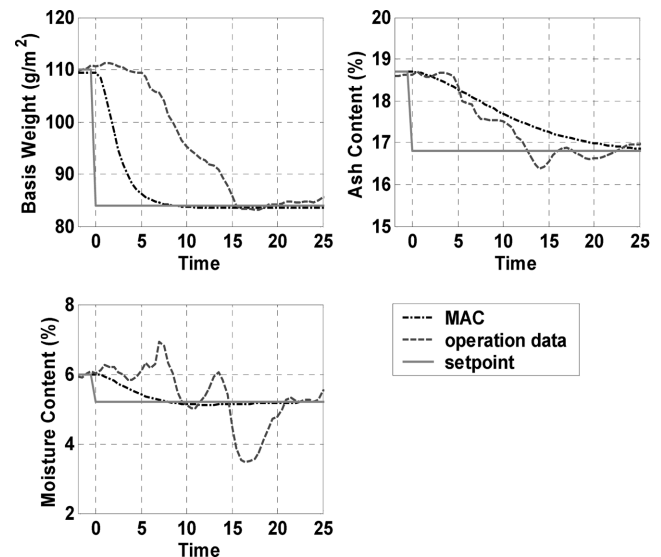 120
110
100
90
80
Basis Weight (g/m²)
0 5 10 15 20 25
Time
19
18
17
16
15
Ash Content (%)
0 5 10 15 20 25
Time
8
6
4
2
Moisture Content (%)
0 5 10 15 20 25
Time
MAC
operation data
setpoint